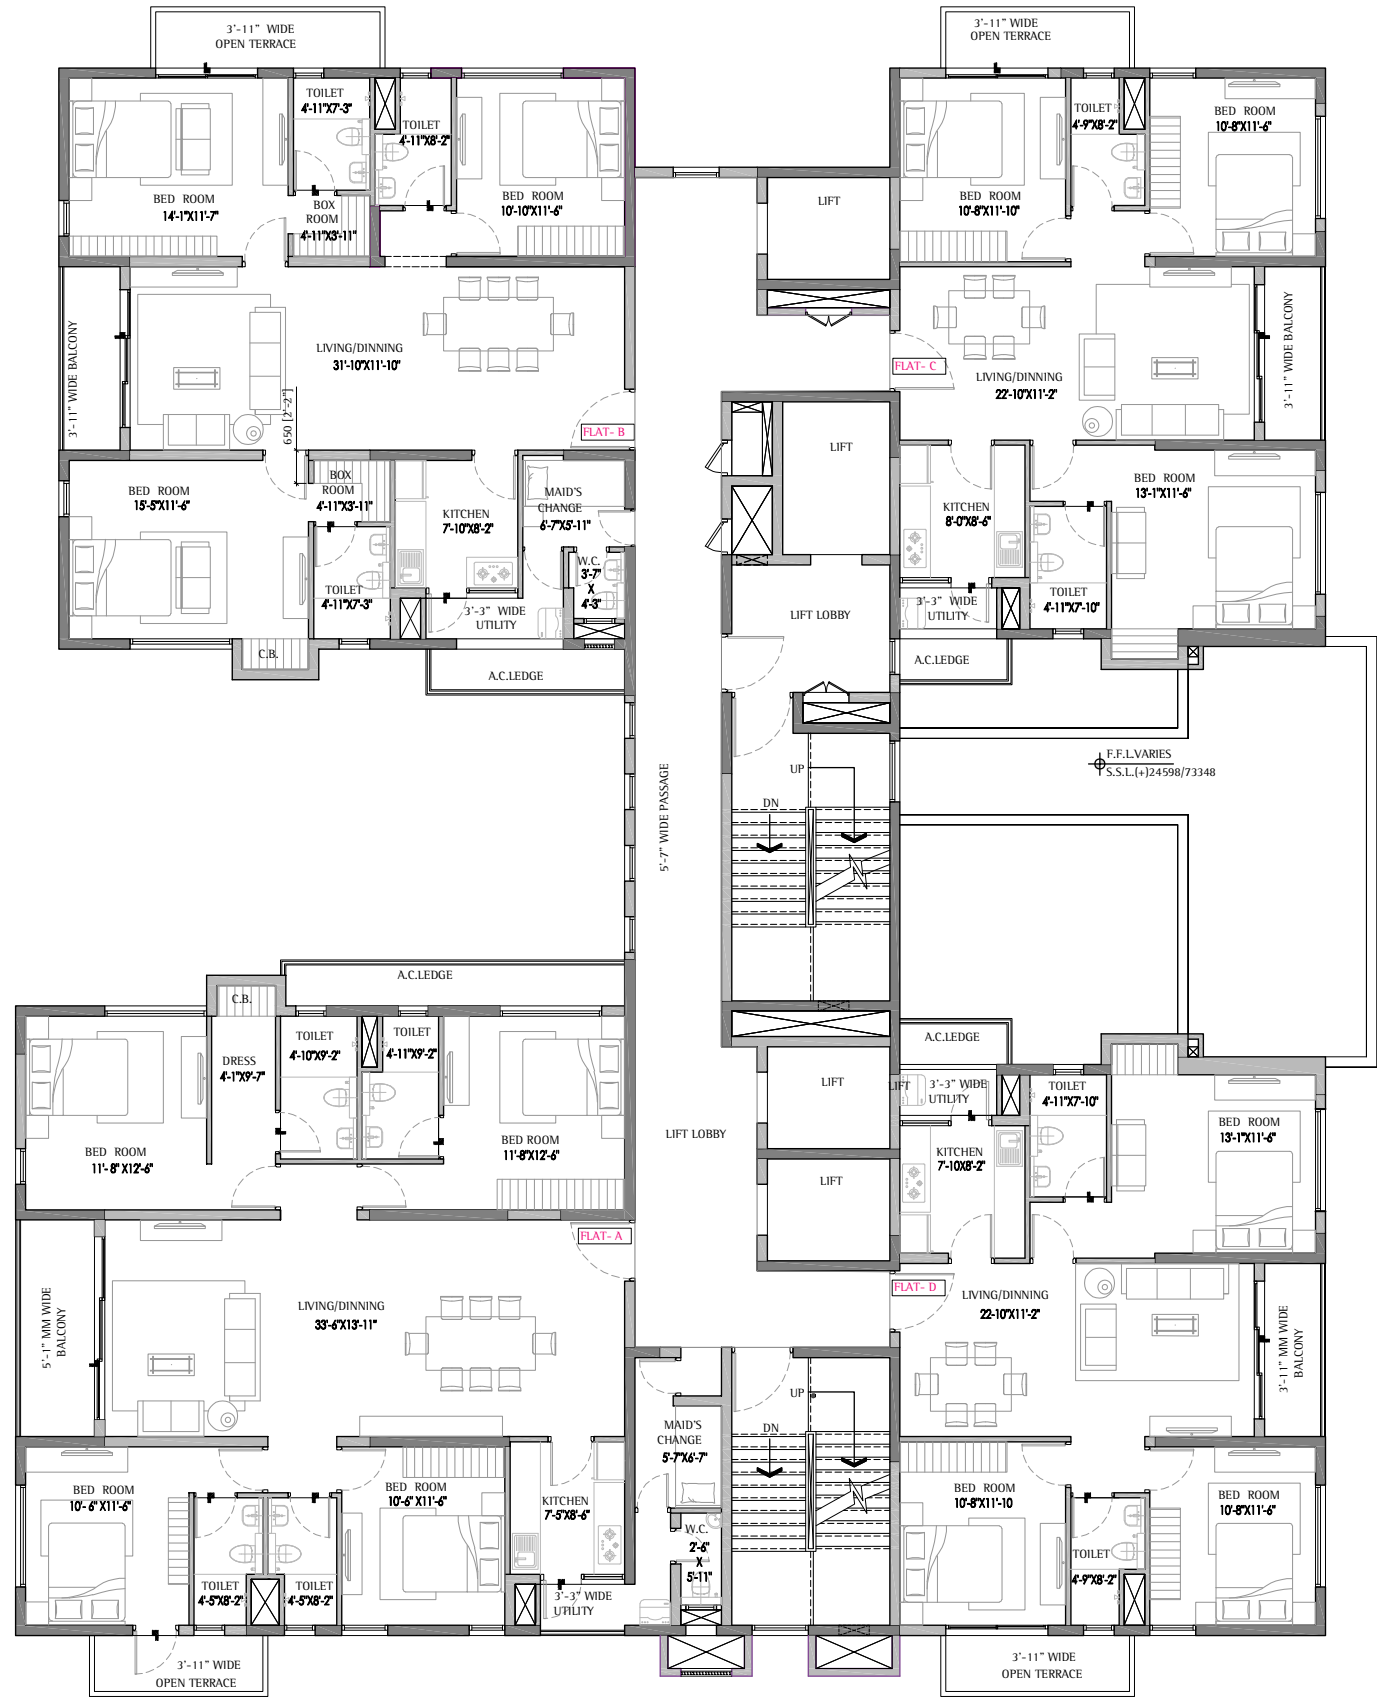 3'-11" WIDE
OPEN TERRACE
TOILET
4'-11"X7'-3"
TOILET
4'-11"X8'-2"
BED ROOM
14'-1"X11'-7"
BOX
ROOM
4'-11"X3'-11"
BED ROOM
10'-10"X11'-6"
3'-11" WIDE BALCONY
LIVING/DINNING
31'-10"X11'-10"
650 [2'-2"]
FLAT- B
BED ROOM
15'-5"X11'-6"
BOX
ROOM
4'-11"X3'-11"
KITCHEN
7'-10"X8'-2"
MAID'S
CHANGE
6'-7"X5'-11"
W.C.
3'-7"
X
4'-3"
TOILET
4'-11"X7'-3"
3'-3" WIDE
UTILITY
C.B.
A.C.LEDGE
3'-11" WIDE
OPEN TERRACE
TOILET
4'-9"X8'-2"
BED ROOM
10'-8"X11'-6"
BED ROOM
10'-8"X11'-10"
LIFT
3'-11" WIDE BALCONY
FLAT- C
LIVING/DINNING
22'-10"X11'-2"
LIFT
BED ROOM
13'-1"X11'-6"
KITCHEN
8'-0"X8'-6"
3'-3" WIDE
UTILITY
TOILET
4'-11"X7'-10"
LIFT LOBBY
A.C.LEDGE
F.F.L.VARIES
S.S.L.(+)24598/73348
UP
DN
5'-7" WIDE PASSAGE
A.C.LEDGE
C.B.
DRESS
4'-1"X9'-7"
TOILET
4'-10"X9'-2"
TOILET
4'-11"X9'-2"
BED ROOM
11'- 8" X12'-6"
BED ROOM
11'-8"X12'-6"
FLAT- A
5'-1" MM WIDE
BALCONY
LIVING/DINNING
33'-6"X13'-11"
BED ROOM
10'- 6" X11'-6"
BED ROOM
10'-6" X11'-6"
TOILET
4'-5"X8'-2"
TOILET
4'-5"X8'-2"
KITCHEN
7'-5"X8'-6"
3'-3" WIDE
UTILITY
3'-11" WIDE
OPEN TERRACE
MAID'S
CHANGE
5'-7"X6'-7"
W.C.
2'-6"
X
5'-11"
LIFT LOBBY
LIFT
LIFT
UP
DN
A.C.LEDGE
LIFT
3'-3" WIDE
UTILITY
TOILET
4'-11"X7'-10"
KITCHEN
7'-10X8'-2"
BED ROOM
13'-1"X11'-6"
FLAT- D
LIVING/DINNING
22-10"X11'-2"
3'-11" MM WIDE
BALCONY
BED ROOM
10'-8"X11'-10
BED ROOM
10'-8"X11'-6"
TOILET
4'-9"X8'-2"
3'-11" WIDE
OPEN TERRACE